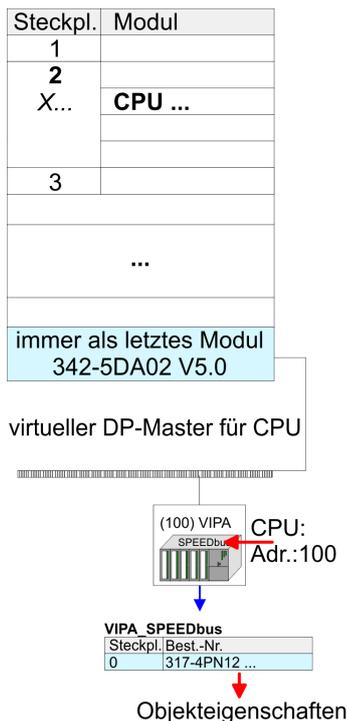 Steckpl. Modul
1
2
X... CPU ...
3
...
immer als letztes Modul
342-5DA02 V5.0
virtueller DP-Master für CPU
(100) VIPA
SPEEDbus
CPU:
Adr.:100
VIPA_SPEEDbus
Steckpl. Best.-Nr.
0 317-4PN12 ...
Objekteigenschaften